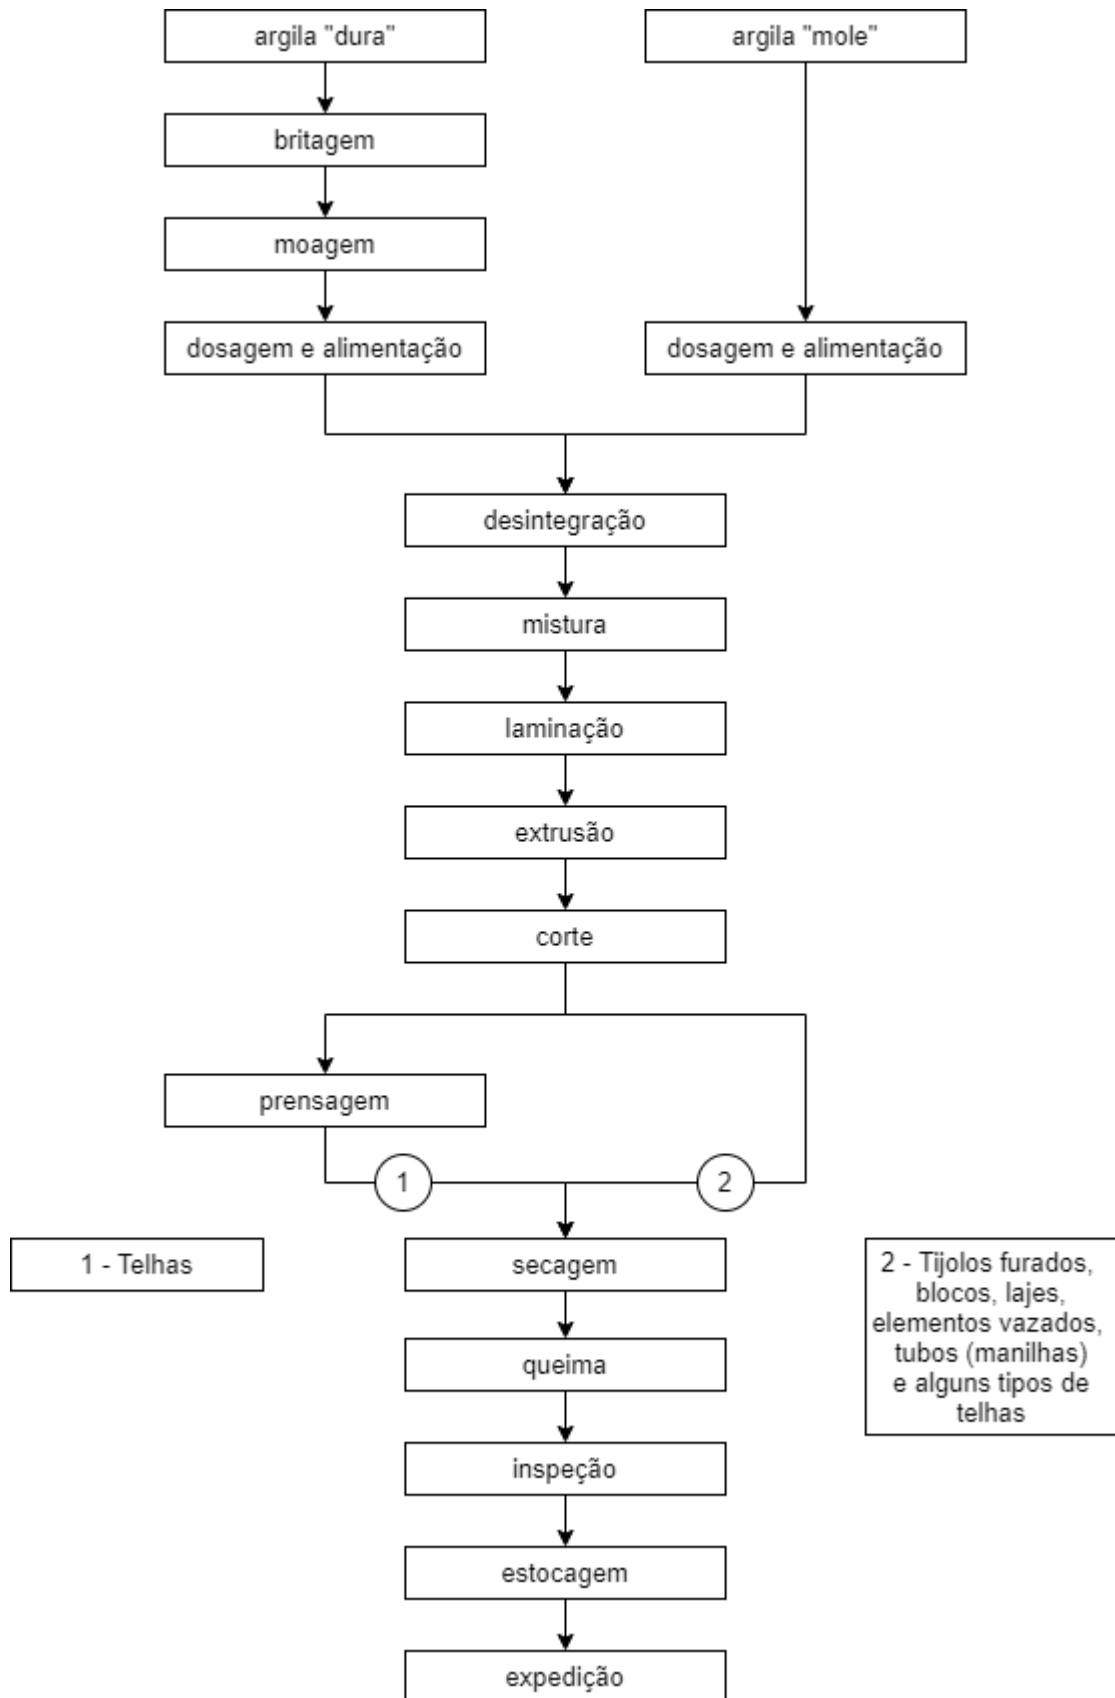 argila "dura"
argila "mole"
britagem
moagem
dosagem e alimentação
dosagem e alimentação
desintegração
mistura
laminação
extrusão
corte
prensagem
1
2
1 - Telhas
secagem
2 - Tijolos furados,
blocos, lajes,
elementos vazados,
tubos (manilhas)
e alguns tipos de
telhas
queima
inspeção
estocagem
expedição